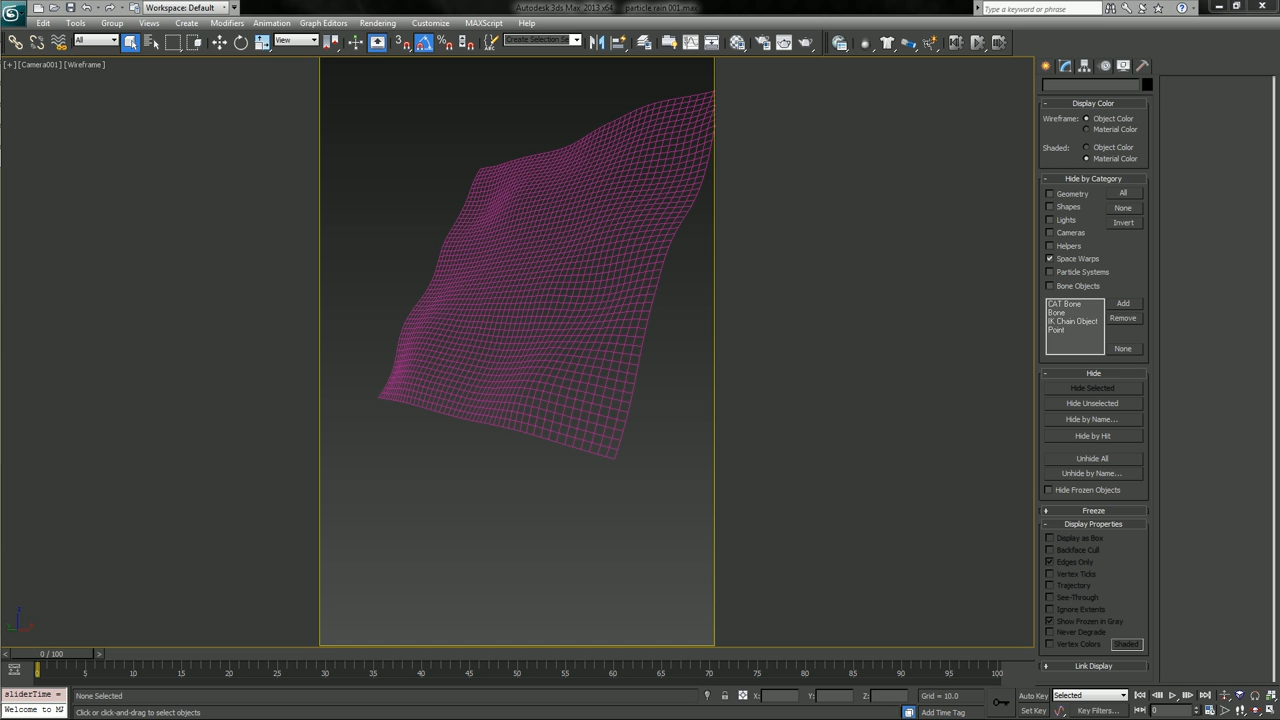 Workspace: Default
Autodesk 3ds Max 2013 x64    particle rain 001.max
Type a keyword or phrase
Edit Tools Group Views Create Modifiers Animation Graph Editors Rendering Customize MAXScript Help
All
View
3
Create Selection Se
[+] [Camera001] [Wireframe]
Display Color
Wireframe: Object Color
Material Color
Shaded: Object Color
Material Color
Hide by Category
Geometry All
Shapes None
Lights Invert
Cameras
Helpers
Space Warps
Particle Systems
Bone Objects
CAT Bone Add
Bone
IK Chain Object Remove
Point
None
Hide
Hide Selected
Hide Unselected
Hide by Name...
Hide by Hit
Unhide All
Unhide by Name...
Hide Frozen Objects
Freeze
Display Properties
Display as Box
Backface Cull
Edges Only
Vertex Ticks
Trajectory
See-Through
Ignore Extents
Show Frozen in Gray
Never Degrade
Vertex Colors Shaded
Link Display
0 / 100
0 5 10 15 20 25 30 35 40 45 50 55 60 65 70 75 80 85 90 95 100
sliderTime = None Selected X: Y: Z: Grid = 10.0 Auto Key Selected
Welcome to M Click or click-and-drag to select objects Add Time Tag Set Key Key Filters... 0